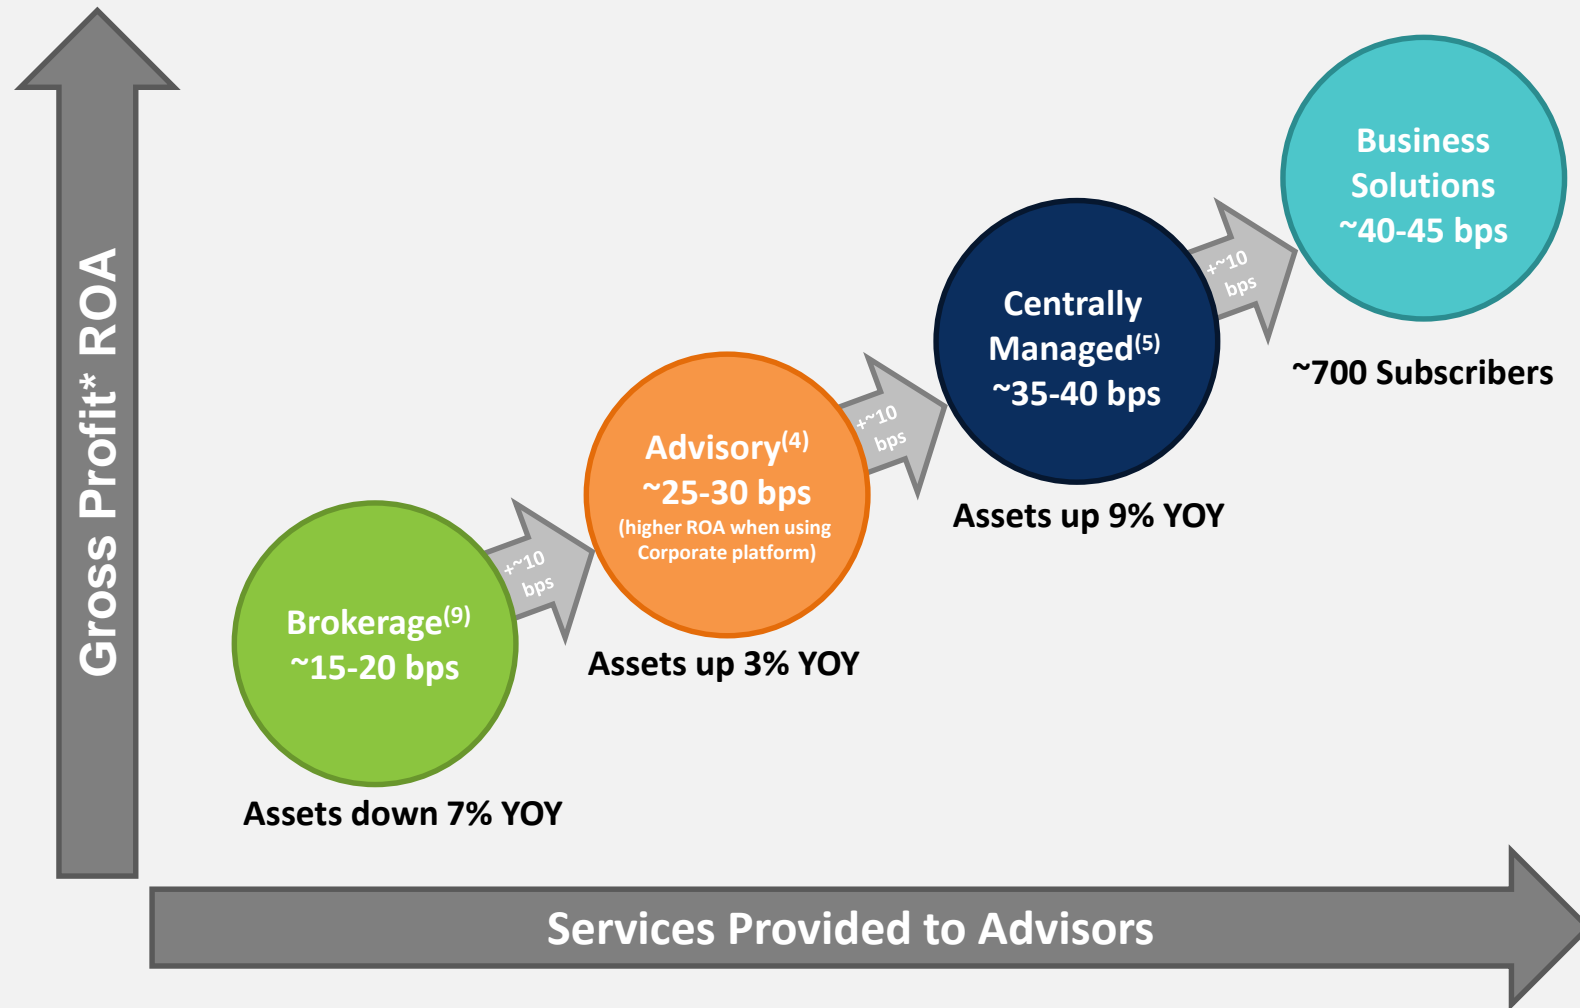 Gross Profit* ROA
Business
Solutions
~40-45 bps
~700 Subscribers
+~10
bps
Centrally
Managed(5)
~35-40 bps
Assets up 9% YOY
+~10
bps
Advisory(4)
~25-30 bps
(higher ROA when using
Corporate platform)
Assets up 3% YOY
+~10
bps
Brokerage(9)
~15-20 bps
Assets down 7% YOY
Services Provided to Advisors